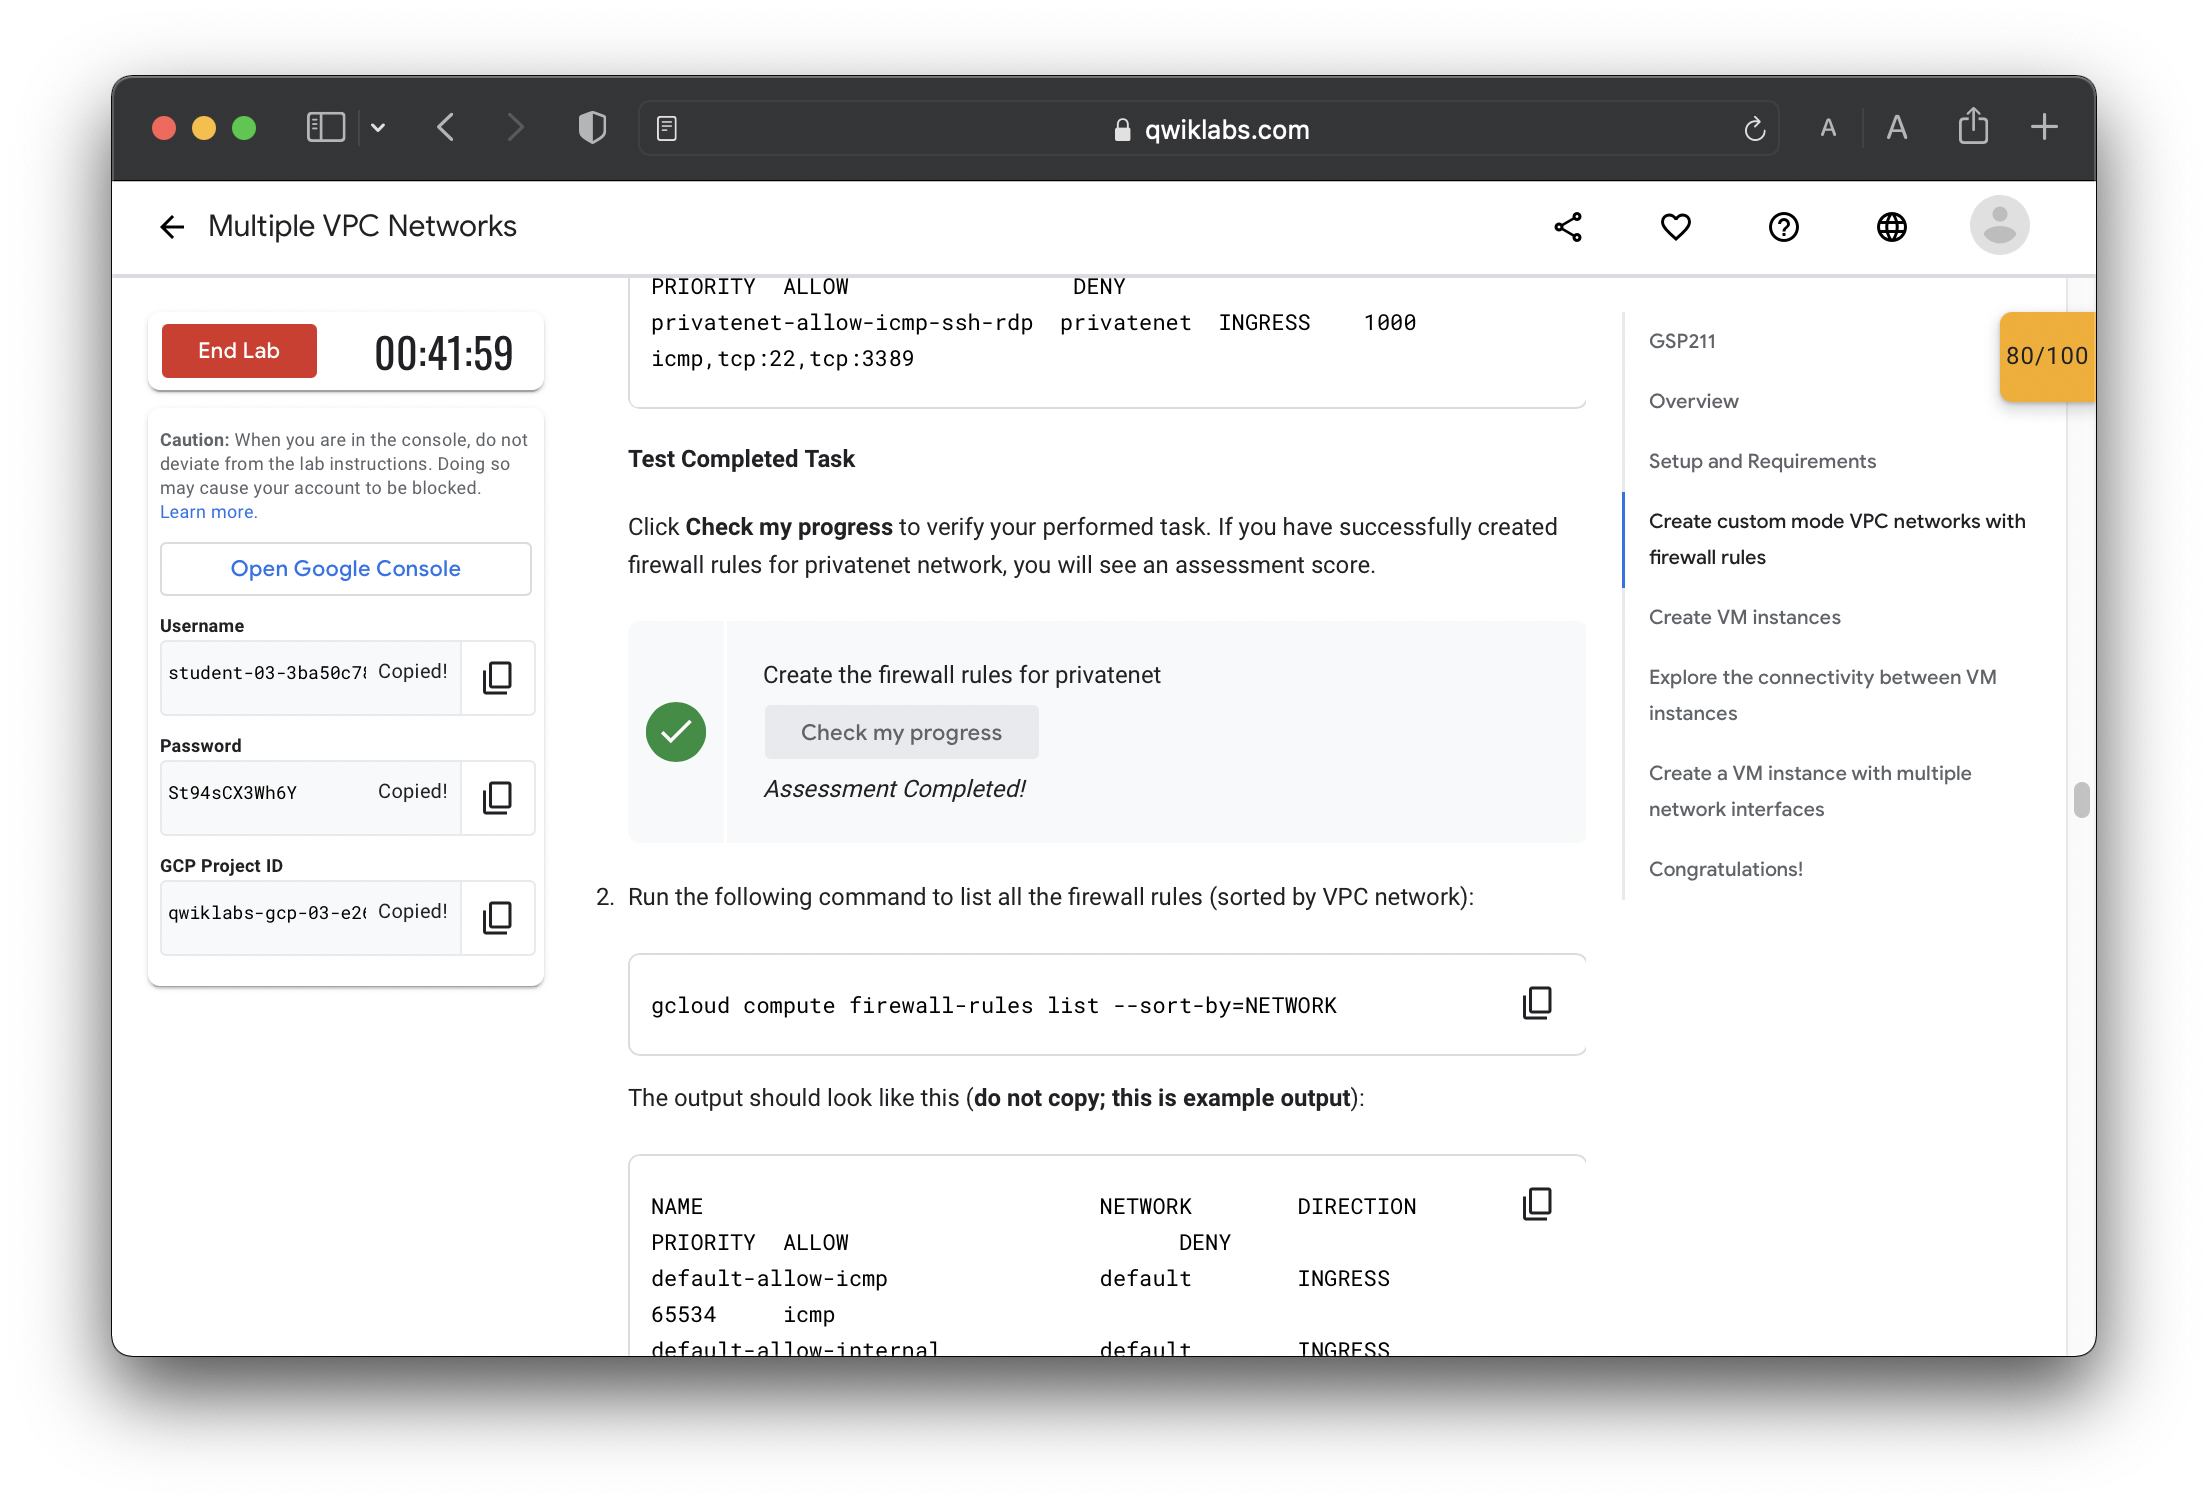 qwiklabs.com
A A
Multiple VPC Networks
End Lab
00:41:59
Caution: When you are in the console, do not
deviate from the lab instructions. Doing so
may cause your account to be blocked.
Learn more.
Open Google Console
Username
student-03-3ba50c78 Copied!
Password
St94sCX3Wh6Y Copied!
GCP Project ID
qwiklabs-gcp-03-e26 Copied!
PRIORITY ALLOW DENY
privatenet-allow-icmp-ssh-rdp privatenet INGRESS 1000
icmp,tcp:22,tcp:3389
Test Completed Task
Click Check my progress to verify your performed task. If you have successfully created
firewall rules for privatenet network, you will see an assessment score.
Create the firewall rules for privatenet
Check my progress
Assessment Completed!
2. Run the following command to list all the firewall rules (sorted by VPC network):
gcloud compute firewall-rules list --sort-by=NETWORK
The output should look like this (do not copy; this is example output):
NAME NETWORK DIRECTION
PRIORITY ALLOW DENY
default-allow-icmp default INGRESS
65534 icmp
default-allow-internal default INGRESS
GSP211
Overview
Setup and Requirements
Create custom mode VPC networks with
firewall rules
Create VM instances
Explore the connectivity between VM
instances
Create a VM instance with multiple
network interfaces
Congratulations!
80/100